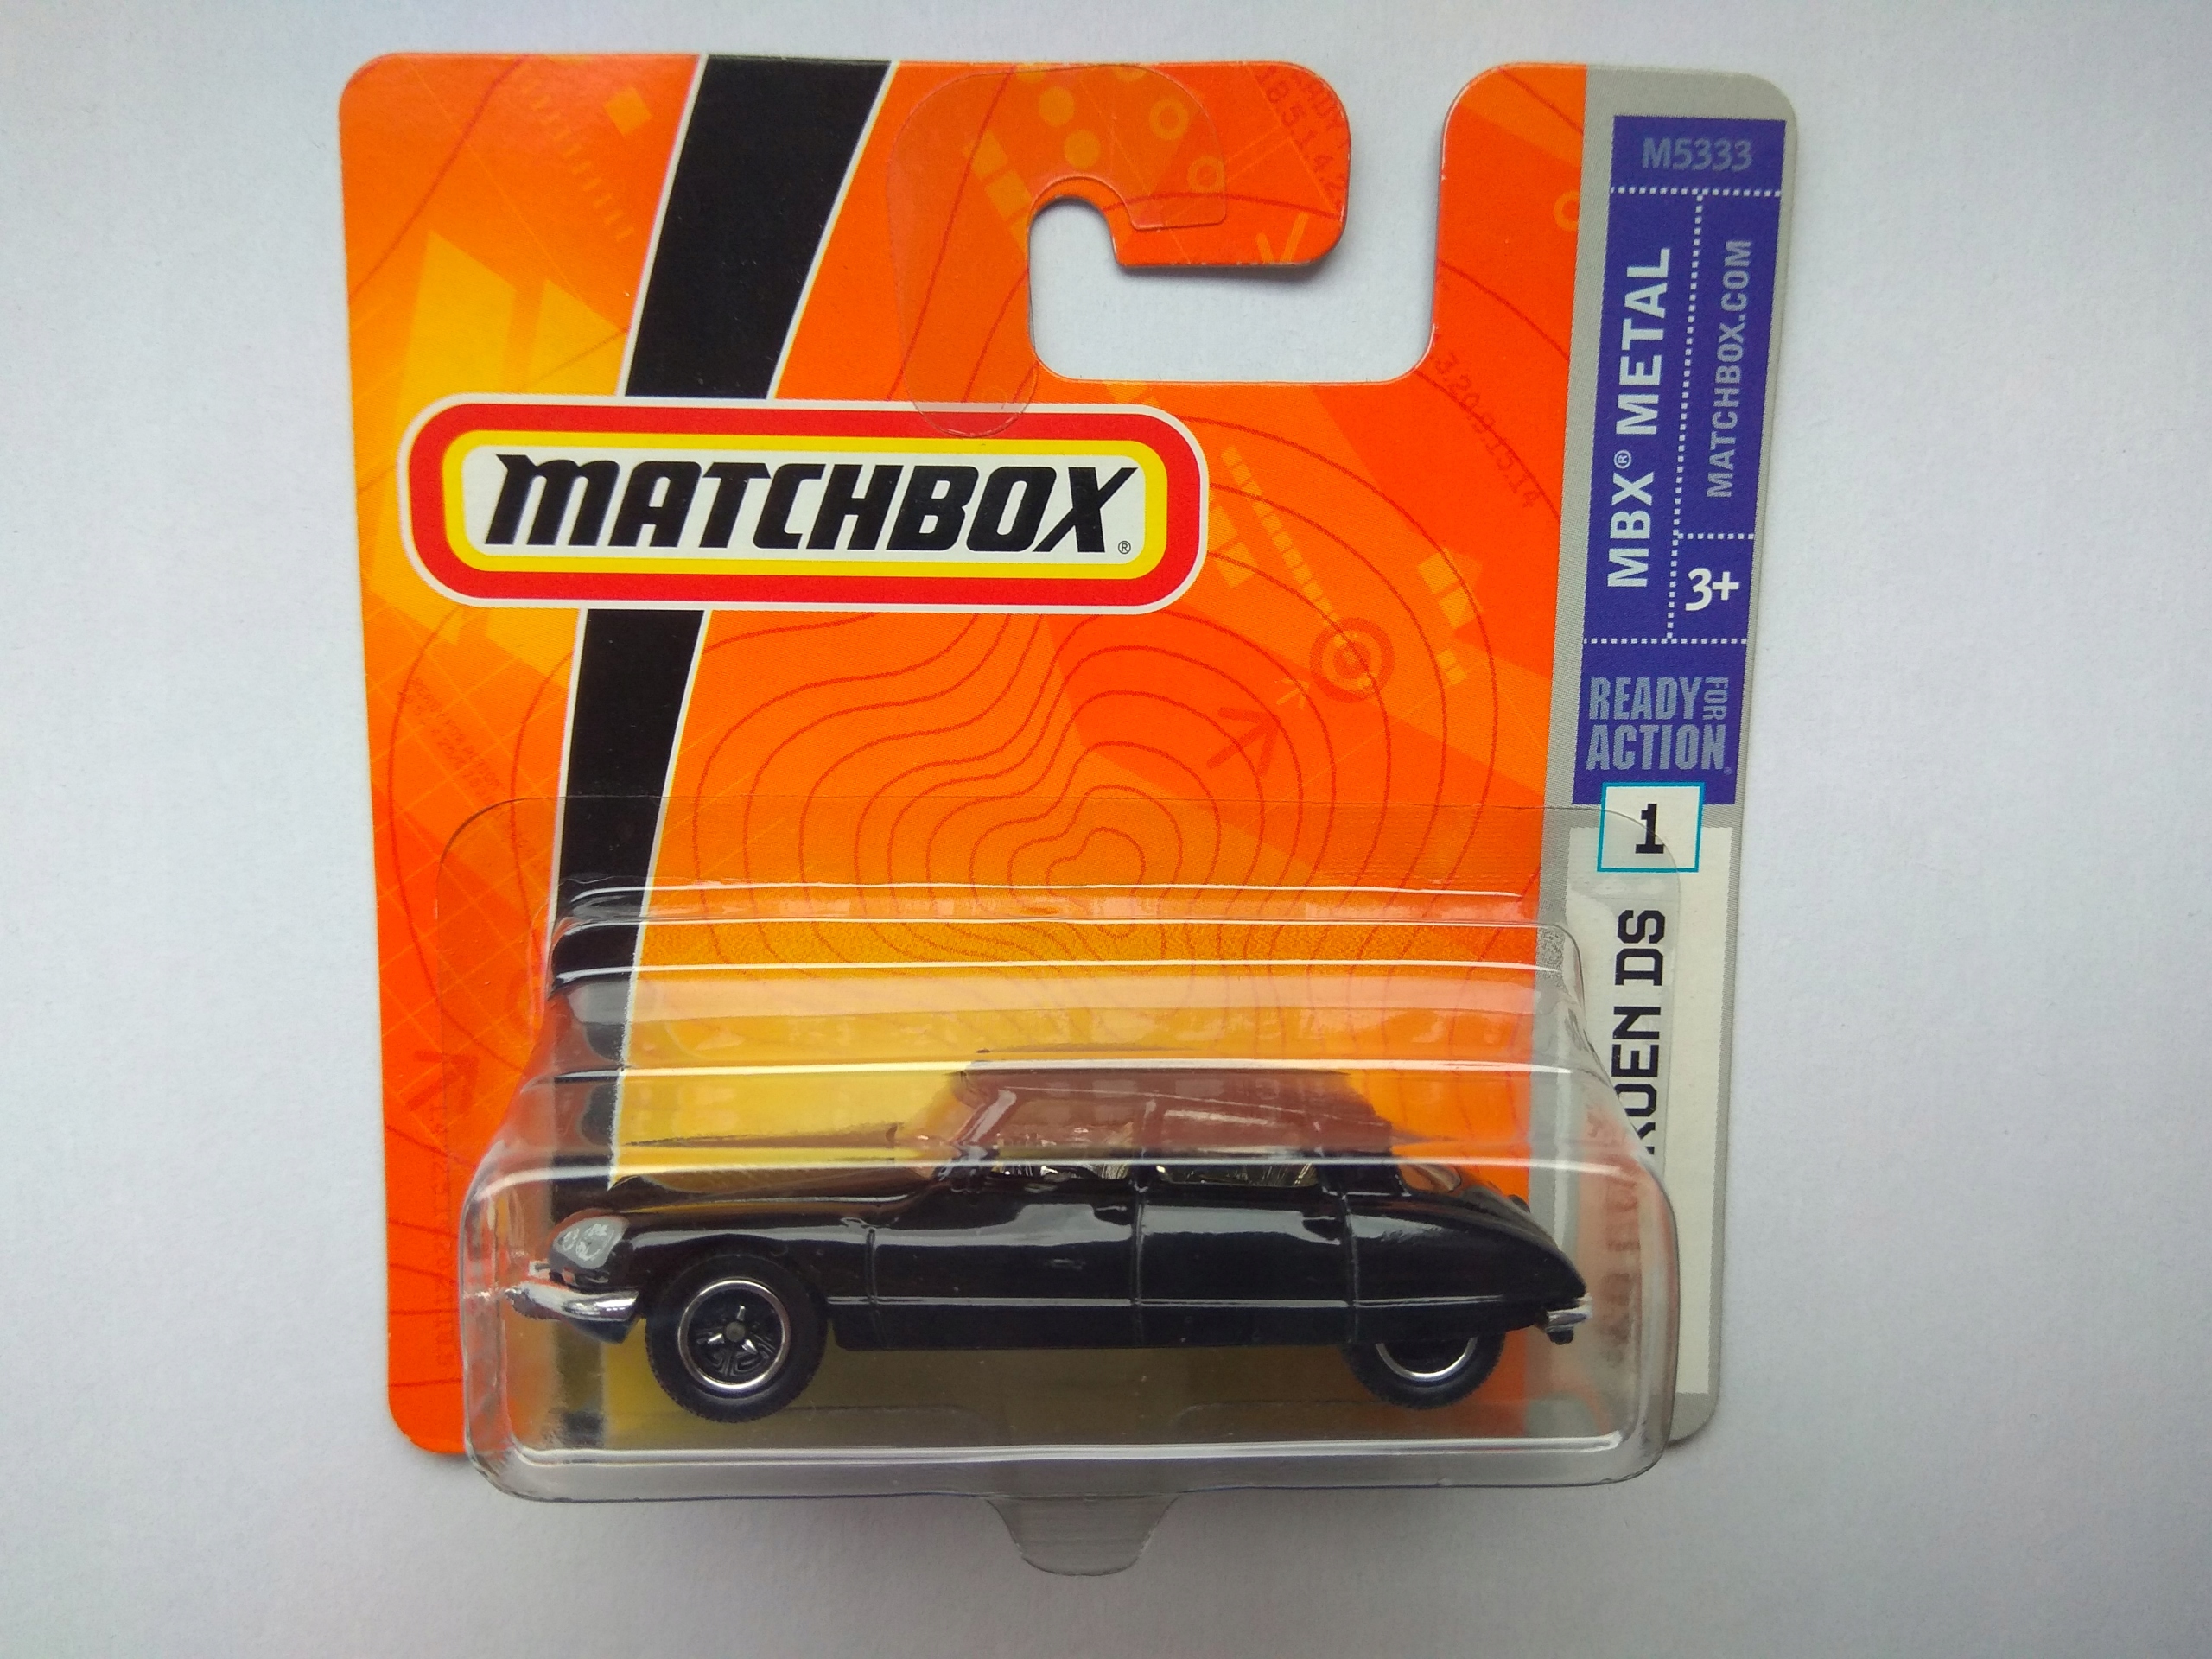 MATCHBOX®
M5333
MBX® METAL
MATCHBOX.COM
3+
READY FOR
ACTION®
1
ROEN DS